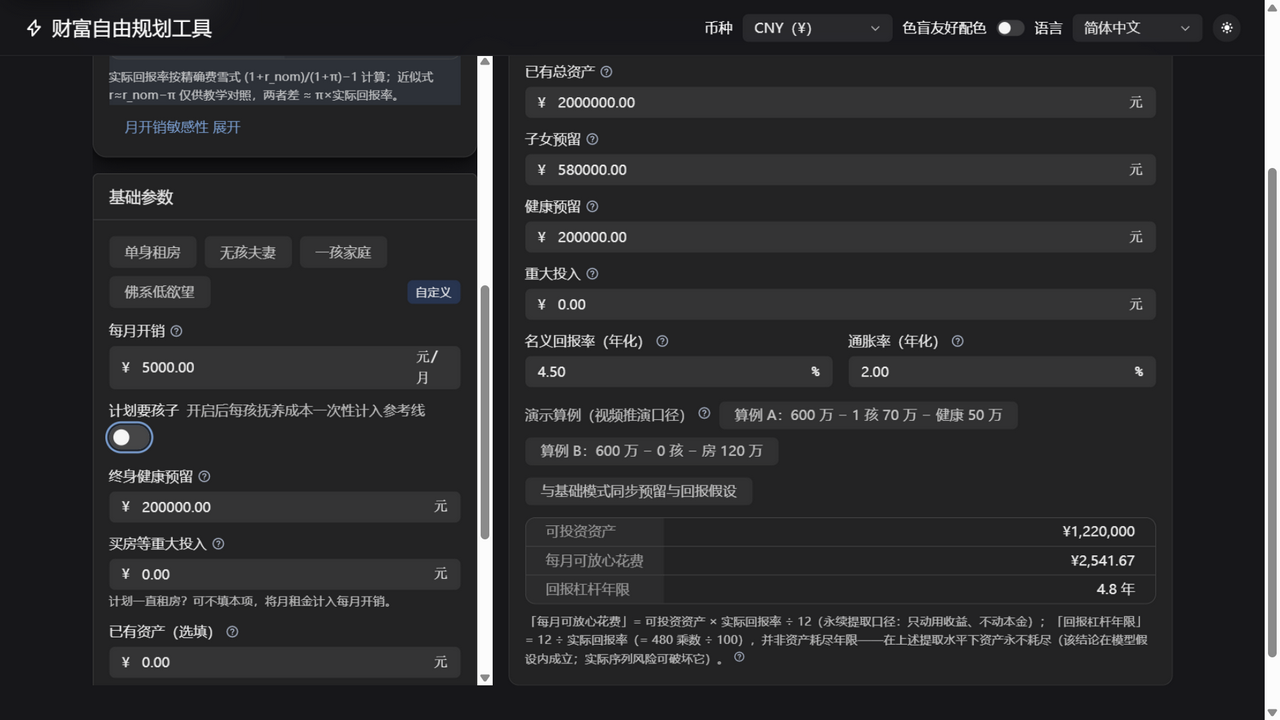 财富自由规划工具
币种
CNY（¥）
色盲友好配色
语言
简体中文
实际回报率按精确费雪式 (1+r_nom)/(1+π)−1 计算；近似式
r≈r_nom−π 仅供教学对照，两者差 ≈ π×实际回报率。
月开销敏感性 展开
基础参数
单身租房
无孩夫妻
一孩家庭
佛系低欲望
自定义
每月开销
¥ 5000.00 元/
月
计划要孩子 开启后每孩抚养成本一次性计入参考线
终身健康预留
¥ 200000.00 元
买房等重大投入
¥ 0.00 元
计划一直租房？可不填本项，将月租金计入每月开销。
已有资产（选填）
¥ 0.00 元
已有总资产
¥ 2000000.00 元
子女预留
¥ 580000.00 元
健康预留
¥ 200000.00 元
重大投入
¥ 0.00 元
名义回报率（年化）
4.50 %
通胀率（年化）
2.00 %
演示算例（视频推演口径）
算例 A：600 万 − 1 孩 70 万 − 健康 50 万
算例 B：600 万 − 0 孩 − 房 120 万
与基础模式同步预留与回报假设
可投资资产 ¥1,220,000
每月可放心花费 ¥2,541.67
回报杠杆年限 4.8 年
「每月可放心花费」= 可投资资产 × 实际回报率 ÷ 12（永续提取口径：只动用收益、不动本金）；「回报杠杆年限」
= 12 ÷ 实际回报率（= 480 乘数 ÷ 100），并非资产耗尽年限——在上述提取水平下资产永不耗尽（该结论在模型假
设内成立；实际序列风险可破坏它）。